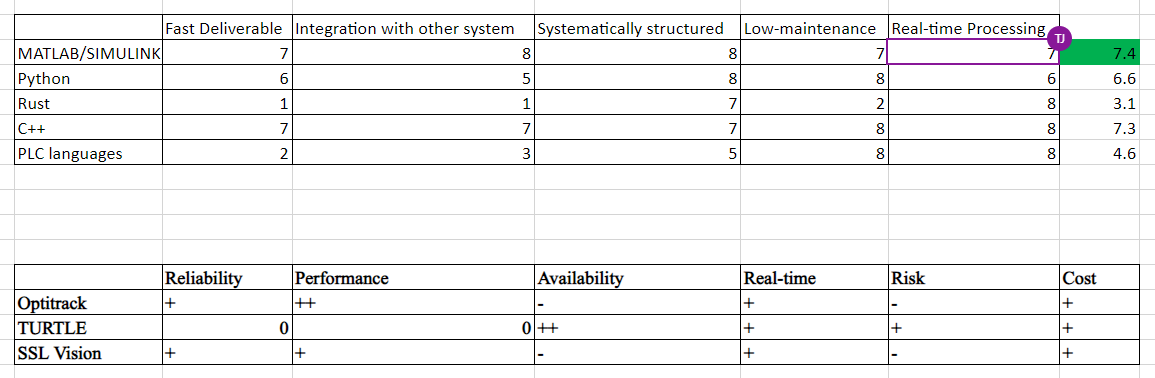 Fast Deliverable Integration with other system Systematically structured Low-maintenance Real-time Processing
TJ
MATLAB/SIMULINK 7 8 8 7 7 7.4
Python 6 5 8 8 6 6.6
Rust 1 1 7 2 8 3.1
C++ 7 7 7 8 8 7.3
PLC languages 2 3 5 8 8 4.6
Reliability Performance Availability Real-time Risk Cost
Optitrack + ++ - + - +
TURTLE 0 0 ++ + + +
SSL Vision + + - + - +